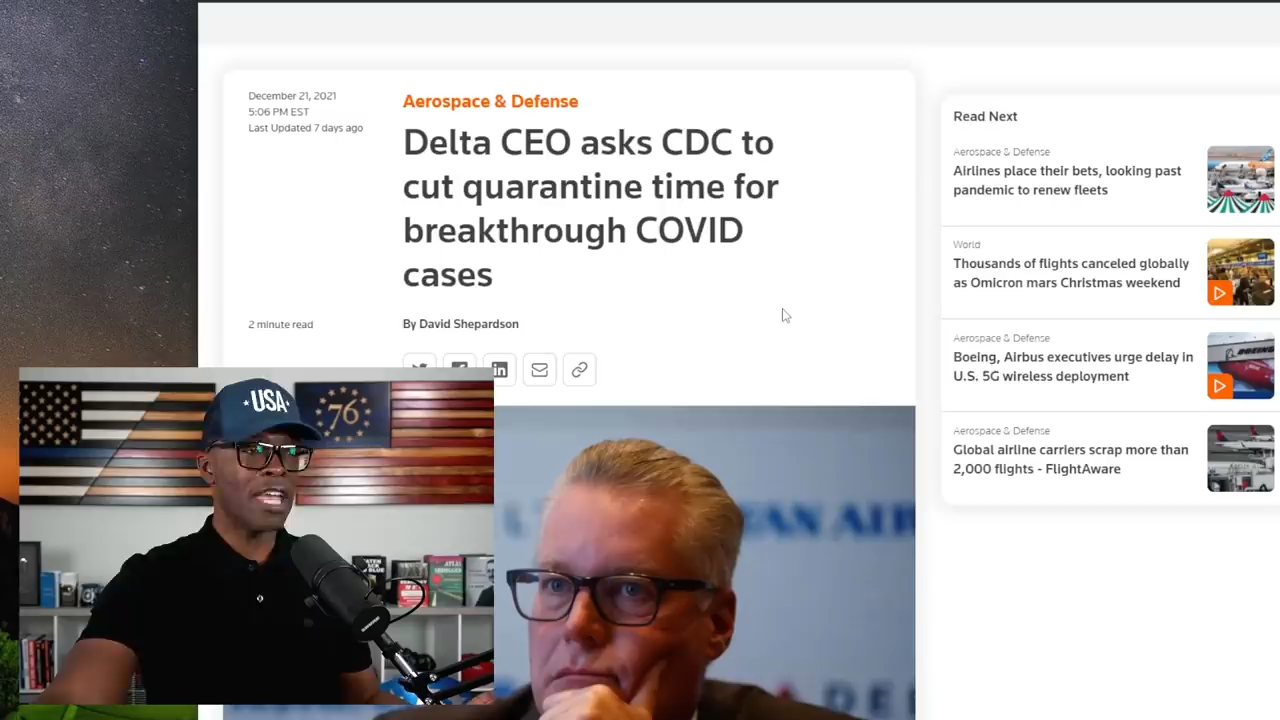 December 21, 2021
5:06 PM EST
Last Updated 7 days ago
Aerospace & Defense
Delta CEO asks CDC to
cut quarantine time for
breakthrough COVID
cases
2 minute read
By David Shepardson
Read Next
Aerospace & Defense
Airlines place their bets, looking past
pandemic to renew fleets
World
Thousands of flights canceled globally
as Omicron mars Christmas weekend
Aerospace & Defense
Boeing, Airbus executives urge delay in
U.S. 5G wireless deployment
Aerospace & Defense
Global airline carriers scrap more than
2,000 flights - FlightAware
USA
76